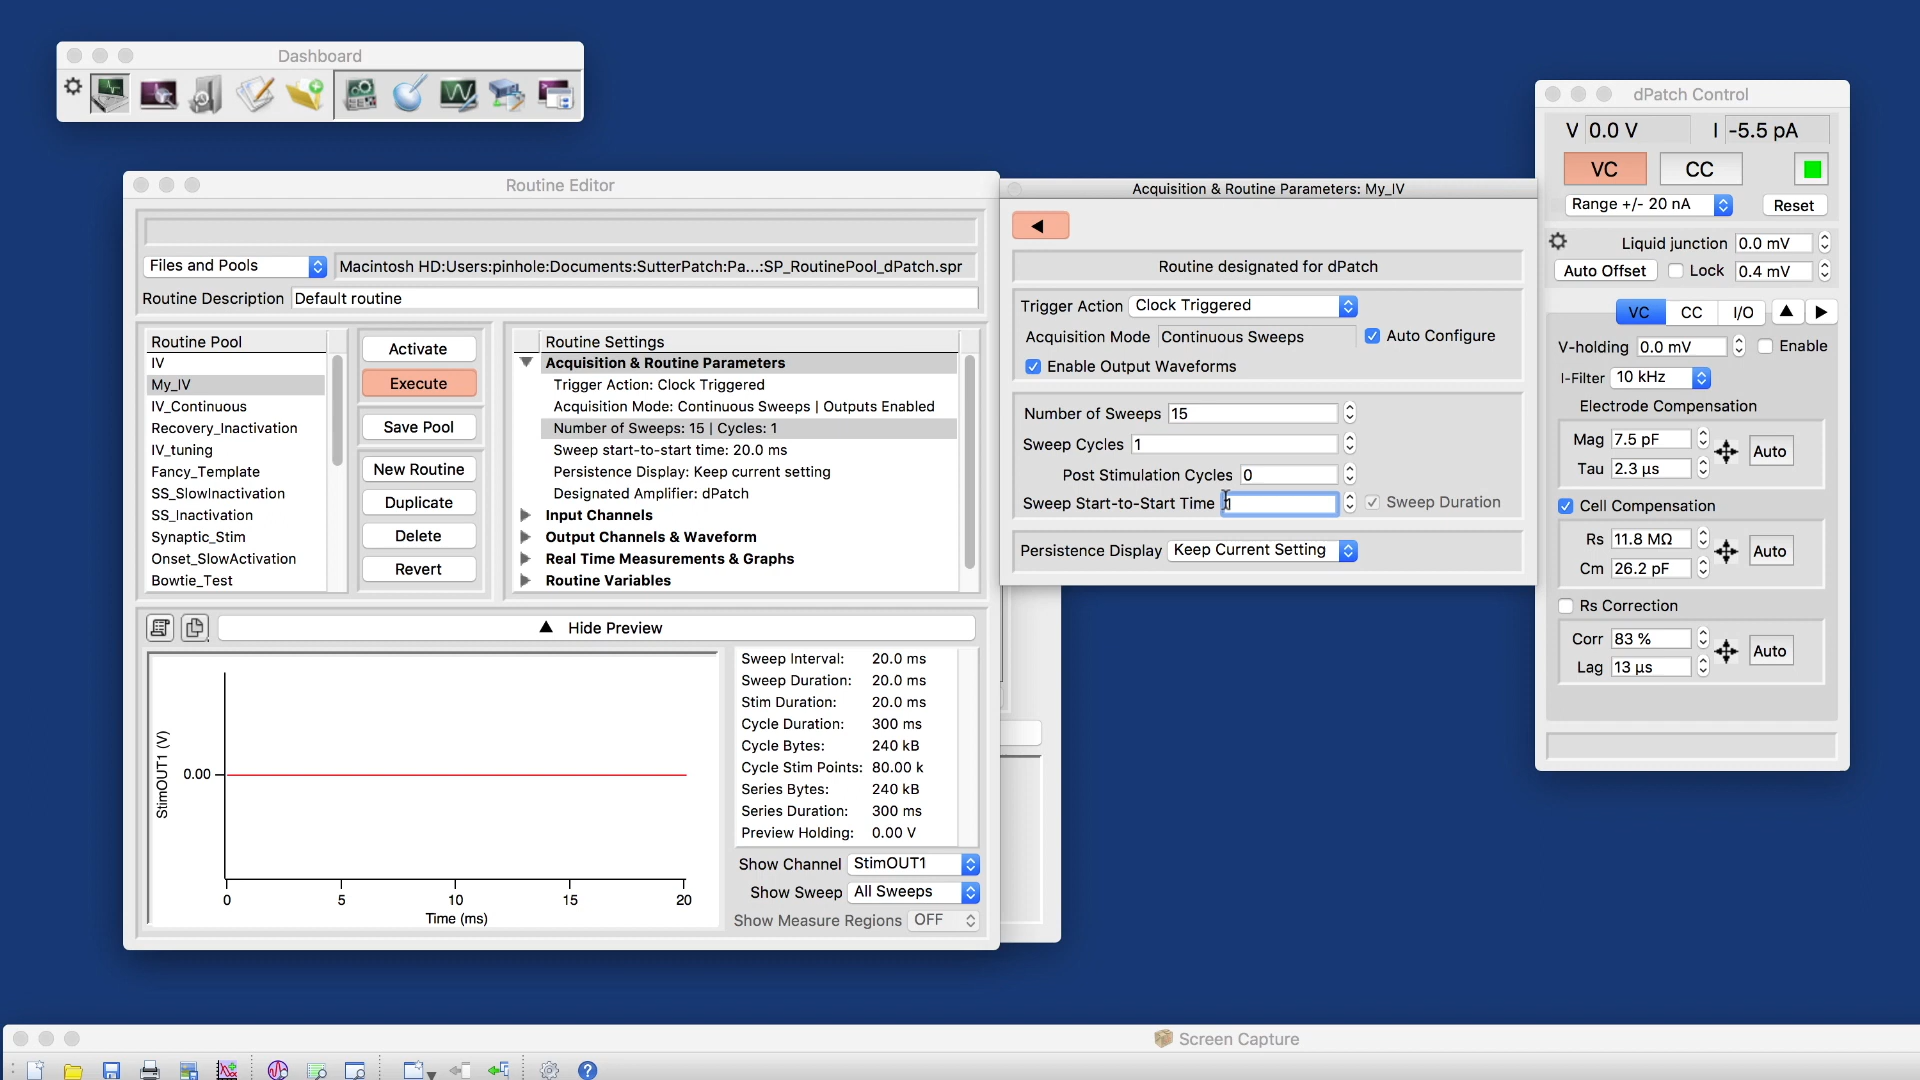 Dashboard
Routine Editor
Files and Pools
Macintosh HD:Users:pinhole:Documents:SutterPatch:Pa...:SP_RoutinePool_dPatch.spr
Routine Description Default routine
Routine Pool
IV
My_IV
IV_Continuous
Recovery_Inactivation
IV_tuning
Fancy_Template
SS_SlowInactivation
SS_Inactivation
Synaptic_Stim
Onset_SlowActivation
Bowtie_Test
Activate
Execute
Save Pool
New Routine
Duplicate
Delete
Revert
Routine Settings
Acquisition & Routine Parameters
Trigger Action: Clock Triggered
Acquisition Mode: Continuous Sweeps | Outputs Enabled
Number of Sweeps: 15 | Cycles: 1
Sweep start-to-start time: 20.0 ms
Persistence Display: Keep current setting
Designated Amplifier: dPatch
Input Channels
Output Channels & Waveform
Real Time Measurements & Graphs
Routine Variables
Hide Preview
StimOUT1 (V)
0.00
0 5 10 15 20
Time (ms)
Sweep Interval: 20.0 ms
Sweep Duration: 20.0 ms
Stim Duration: 20.0 ms
Cycle Duration: 300 ms
Cycle Bytes: 240 kB
Cycle Stim Points: 80.00 k
Series Bytes: 240 kB
Series Duration: 300 ms
Preview Holding: 0.00 V
Show Channel StimOUT1
Show Sweep All Sweeps
Show Measure Regions OFF
Acquisition & Routine Parameters: My_IV
Routine designated for dPatch
Trigger Action Clock Triggered
Acquisition Mode Continuous Sweeps Auto Configure
Enable Output Waveforms
Number of Sweeps 15
Sweep Cycles 1
Post Stimulation Cycles 0
Sweep Start-to-Start Time 1 Sweep Duration
Persistence Display Keep Current Setting
dPatch Control
V 0.0 V I -5.5 pA
VC CC
Range +/- 20 nA Reset
Liquid junction 0.0 mV
Auto Offset Lock 0.4 mV
VC CC I/O
V-holding 0.0 mV Enable
I-Filter 10 kHz
Electrode Compensation
Mag 7.5 pF
Tau 2.3 µs
Auto
Cell Compensation
Rs 11.8 MΩ
Cm 26.2 pF
Auto
Rs Correction
Corr 83 %
Lag 13 µs
Auto
Screen Capture